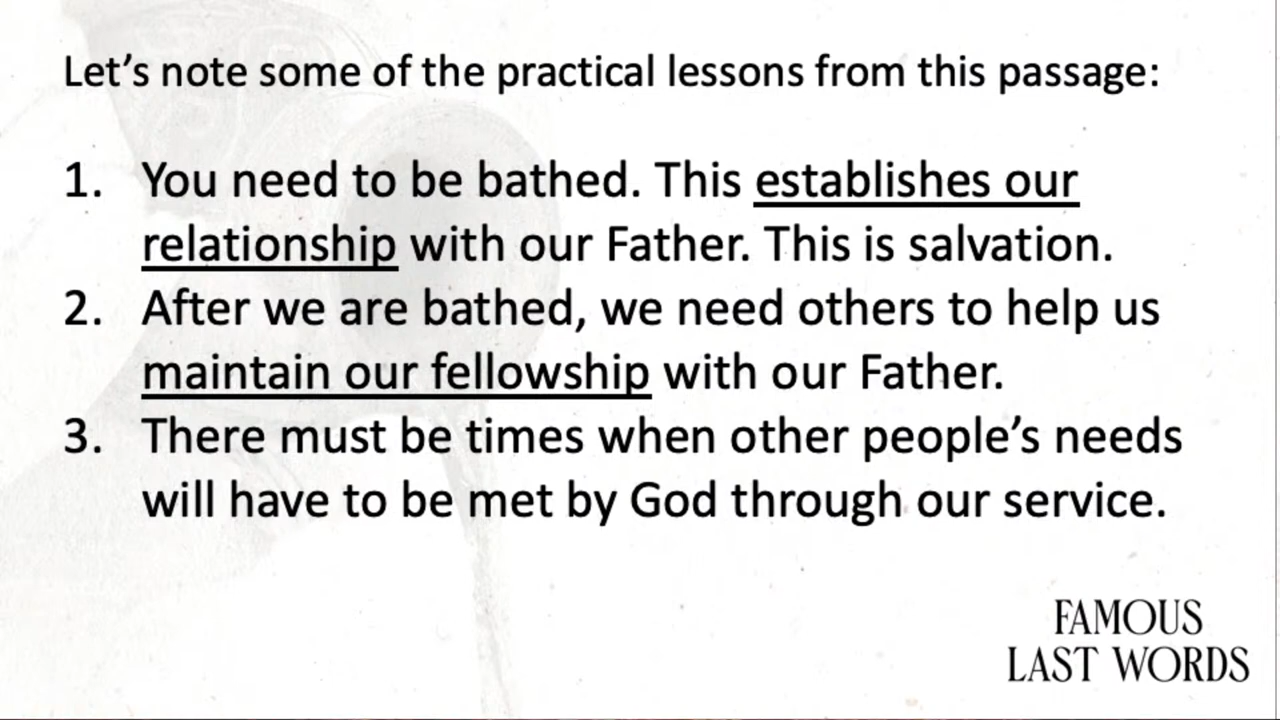 Let’s note some of the practical lessons from this passage:
1. You need to be bathed. This establishes our
relationship with our Father. This is salvation.
2. After we are bathed, we need others to help us
maintain our fellowship with our Father.
3. There must be times when other people’s needs
will have to be met by God through our service.
FAMOUS
LAST WORDS